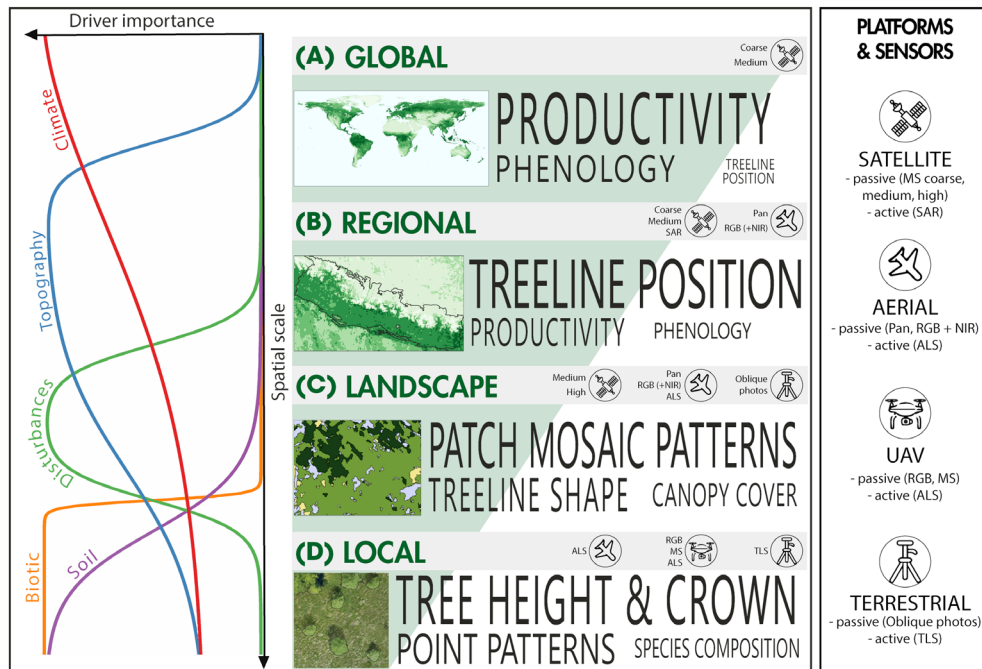 Driver importance
Climate
Topography
Disturbances
Biotic
Soil
Spatial scale
(A) GLOBAL
Coarse
Medium
PRODUCTIVITY
PHENOLOGY
TREELINE
POSITION
(B) REGIONAL
Coarse
Medium
SAR
Pan
RGB (+NIR)
TREELINE POSITION
PRODUCTIVITY
PHENOLOGY
(C) LANDSCAPE
Medium
High
Pan
RGB (+NIR)
ALS
Oblique
photos
PATCH MOSAIC PATTERNS
TREELINE SHAPE
CANOPY COVER
(D) LOCAL
ALS
RGB
MS
ALS
TLS
TREE HEIGHT & CROWN
POINT PATTERNS
SPECIES COMPOSITION
PLATFORMS
& SENSORS
SATELLITE
- passive (MS coarse,
medium, high)
- active (SAR)
AERIAL
- passive (Pan, RGB + NIR)
- active (ALS)
UAV
- passive (RGB, MS)
- active (ALS)
TERRESTRIAL
- passive (Oblique photos)
- active (TLS)